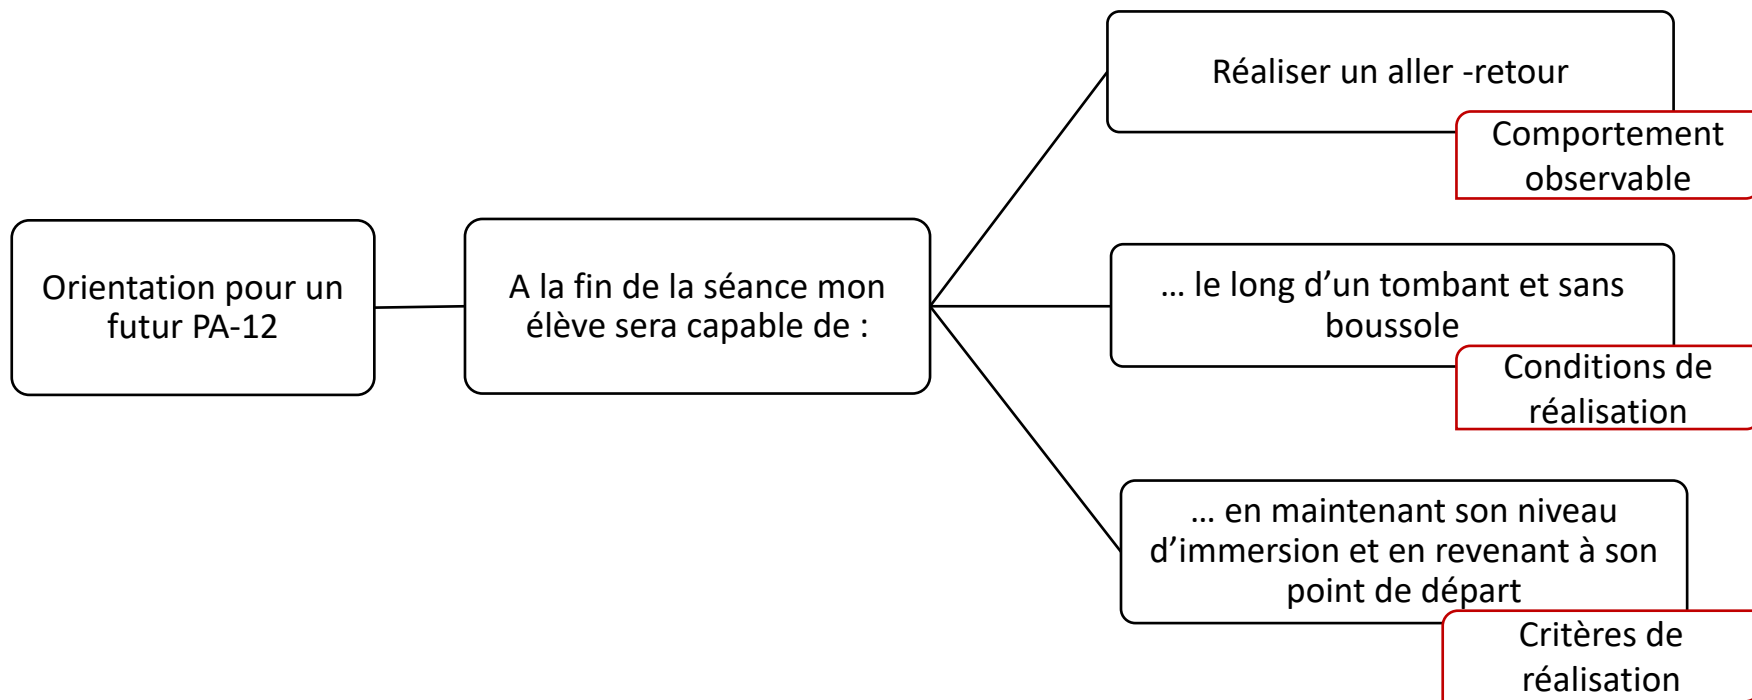 Orientation pour un
futur PA-12
A la fin de la séance mon
élève sera capable de :
Réaliser un aller -retour
Comportement
observable
... le long d’un tombant et sans
boussole
Conditions de
réalisation
... en maintenant son niveau
d’immersion et en revenant à son
point de départ
Critères de
réalisation